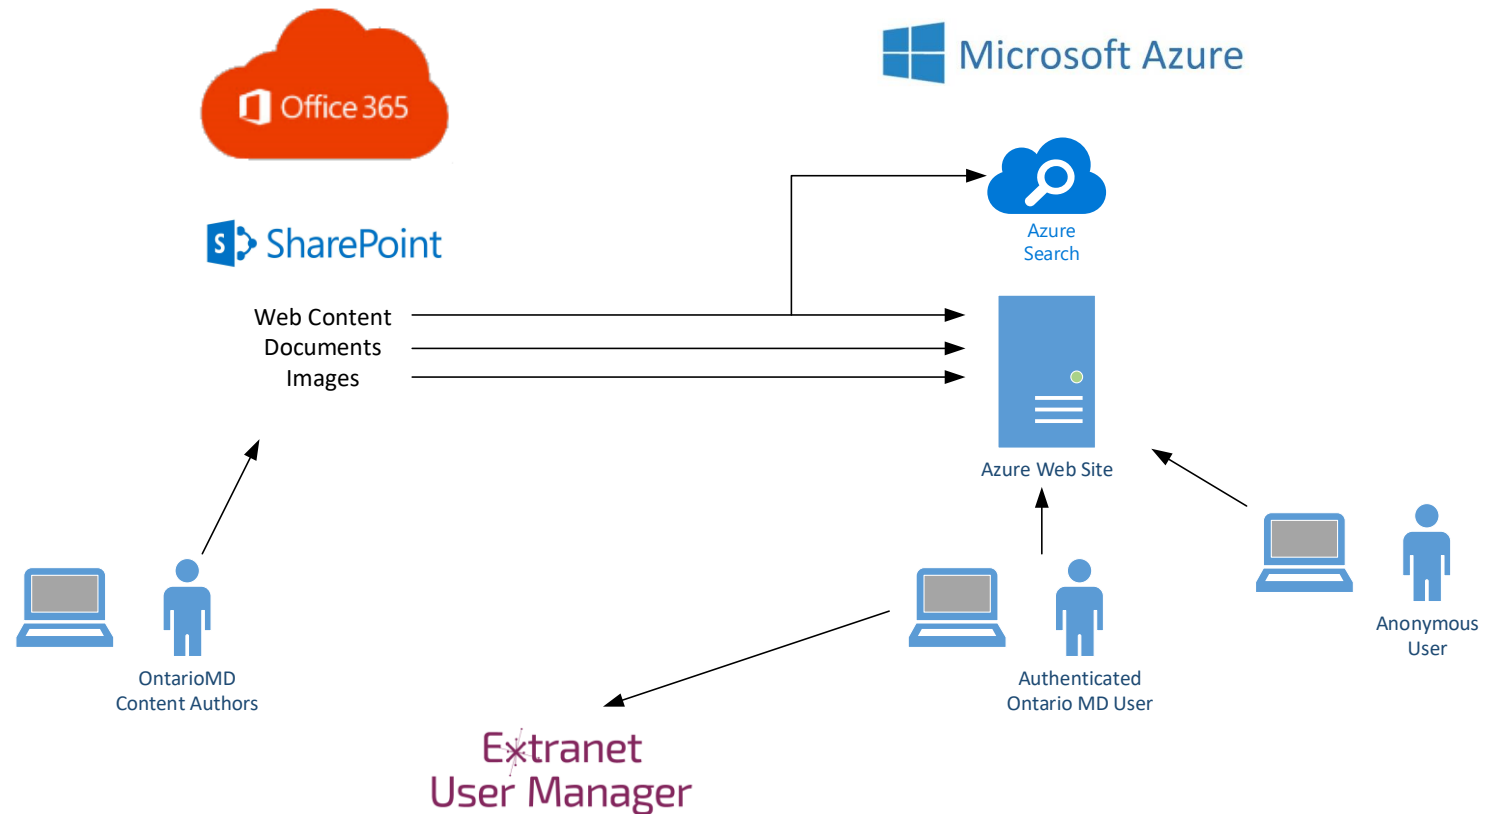 Office 365
Microsoft Azure
SharePoint
Azure
Search
Web Content
Documents
Images
Azure Web Site
OntarioMD
Content Authors
Authenticated
Ontario MD User
Anonymous
User
Extranet
User Manager